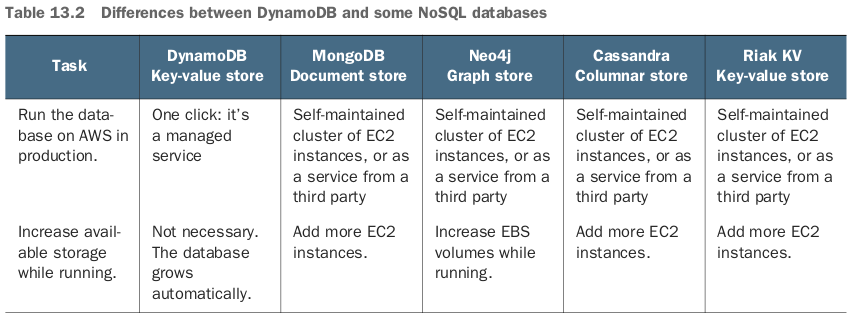 Table 13.2 Differences between DynamoDB and some NoSQL databases
Task
DynamoDB
Key-value store
MongoDB
Document store
Neo4j
Graph store
Cassandra
Columnar store
Riak KV
Key-value store
Run the data-
base on AWS in
production.
One click: it's
a managed
service
Self-maintained
cluster of EC2
instances, or as
a service from a
third party
Self-maintained
cluster of EC2
instances, or as
a service from a
third party
Self-maintained
cluster of EC2
instances, or as
a service from a
third party
Self-maintained
cluster of EC2
instances, or as
a service from a
third party
Increase avail-
able storage
while running.
Not necessary.
The database
grows
automatically.
Add more EC2
instances.
Increase EBS
volumes while
running.
Add more EC2
instances.
Add more EC2
instances.